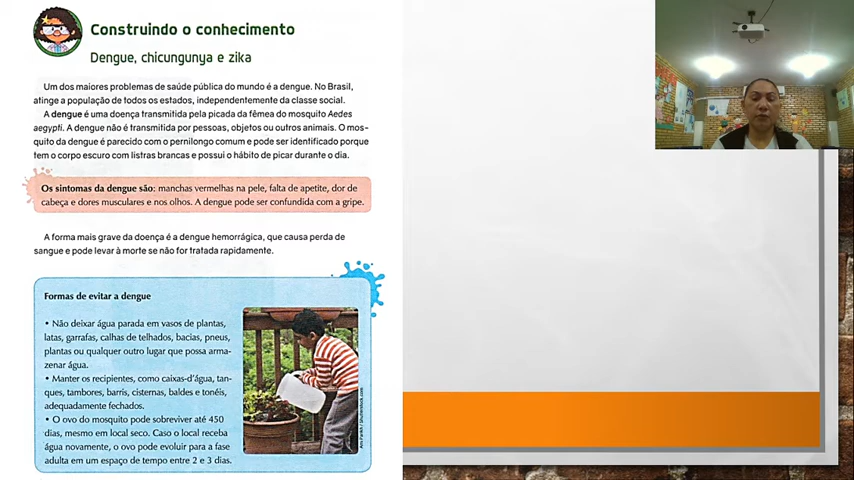 Construindo o conhecimento
Dengue, chicungunya e zika
Um dos maiores problemas de saúde pública do mundo é a dengue. No Brasil,
atinge a população de todos os estados, independentemente da classe social.
A dengue é uma doença transmitida pela picada da fêmea do mosquito Aedes
aegypti. A dengue não é transmitida por pessoas, objetos ou outros animais. O mos-
quito da dengue é parecido com o pernilongo comum e pode ser identificado porque
tem o corpo escuro com listras brancas e possui o hábito de picar durante o dia.
Os sintomas da dengue são: manchas vermelhas na pele, falta de apetite, dor de
cabeça e dores musculares e nos olhos. A dengue pode ser confundida com a gripe.
A forma mais grave da doença é a dengue hemorrágica, que causa perda de
sangue e pode levar à morte se não for tratada rapidamente.
Formas de evitar a dengue
• Não deixar água parada em vasos de plantas,
latas, garrafas, calhas de telhados, bacias, pneus,
plantas ou qualquer outro lugar que possa arma-
zenar água.
• Manter os recipientes, como caixas-d'água, tan-
ques, tambores, barris, cisternas, baldes e tonéis,
adequadamente fechados.
• O ovo do mosquito pode sobreviver até 450
dias, mesmo em local seco. Caso o local receba
água novamente, o ovo pode evoluir para a fase
adulta em um espaço de tempo entre 2 e 3 dias.